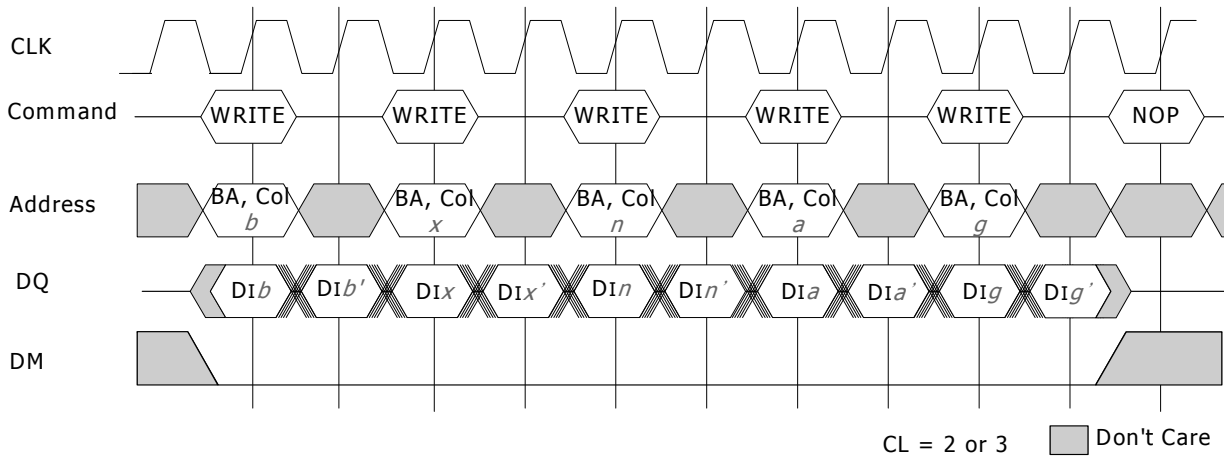 CLK
Command
WRITE
WRITE
WRITE
WRITE
WRITE
NOP
Address
BA, Col
b
BA, Col
x
BA, Col
n
BA, Col
a
BA, Col
g
DQ
DIb
DIb'
DIx
DIx’
DIn
DIn’
DIa
DIa’
DIg
DIg’
DM
CL = 2 or 3
Don't Care